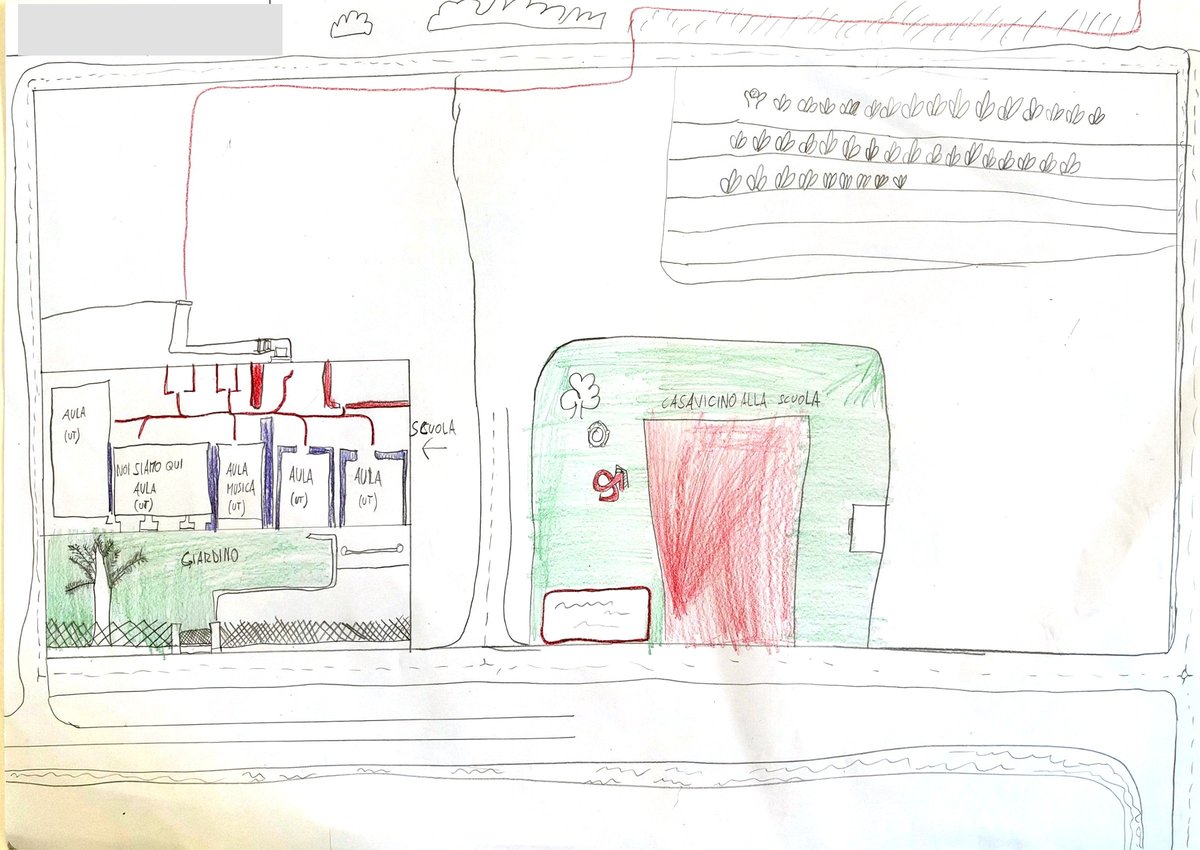 CASA VICINO ALLA SCUOLA
AULA
(UT)
SCUOLA
NOI SIAMO QUI
AULA
(UT)
AULA
MUSICA
(UT)
AULA
(UT)
AULA
(UT)
GIARDINO